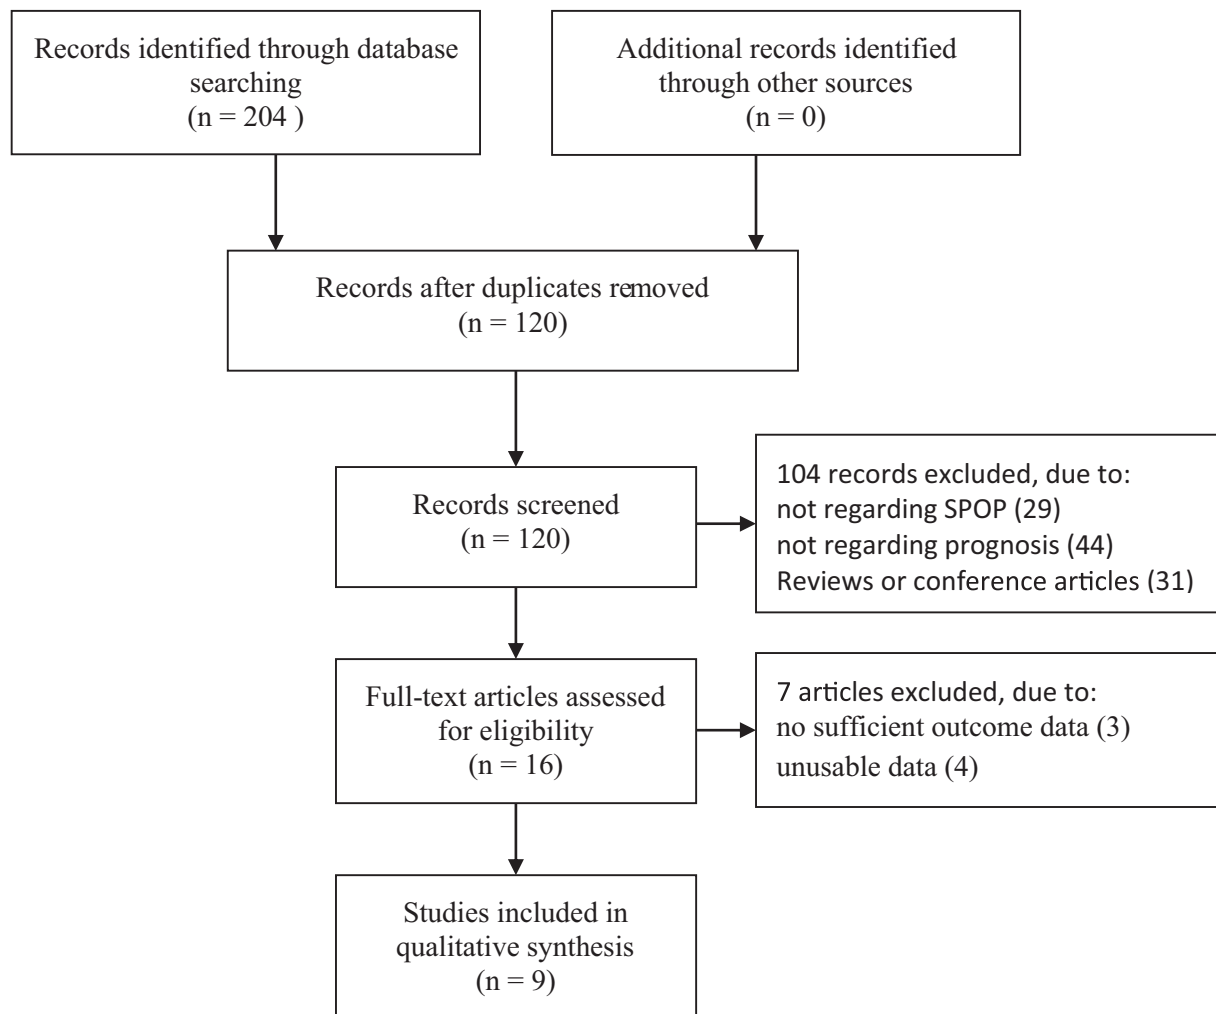 Records identified through database
searching
(n = 204 )
Additional records identified
through other sources
(n = 0)
Records after duplicates removed
(n = 120)
Records screened
(n = 120)
104 records excluded, due to:
not regarding SPOP (29)
not regarding prognosis (44)
Reviews or conference articles (31)
Full-text articles assessed
for eligibility
(n = 16)
7 articles excluded, due to:
no sufficient outcome data (3)
unusable data (4)
Studies included in
qualitative synthesis
(n = 9)